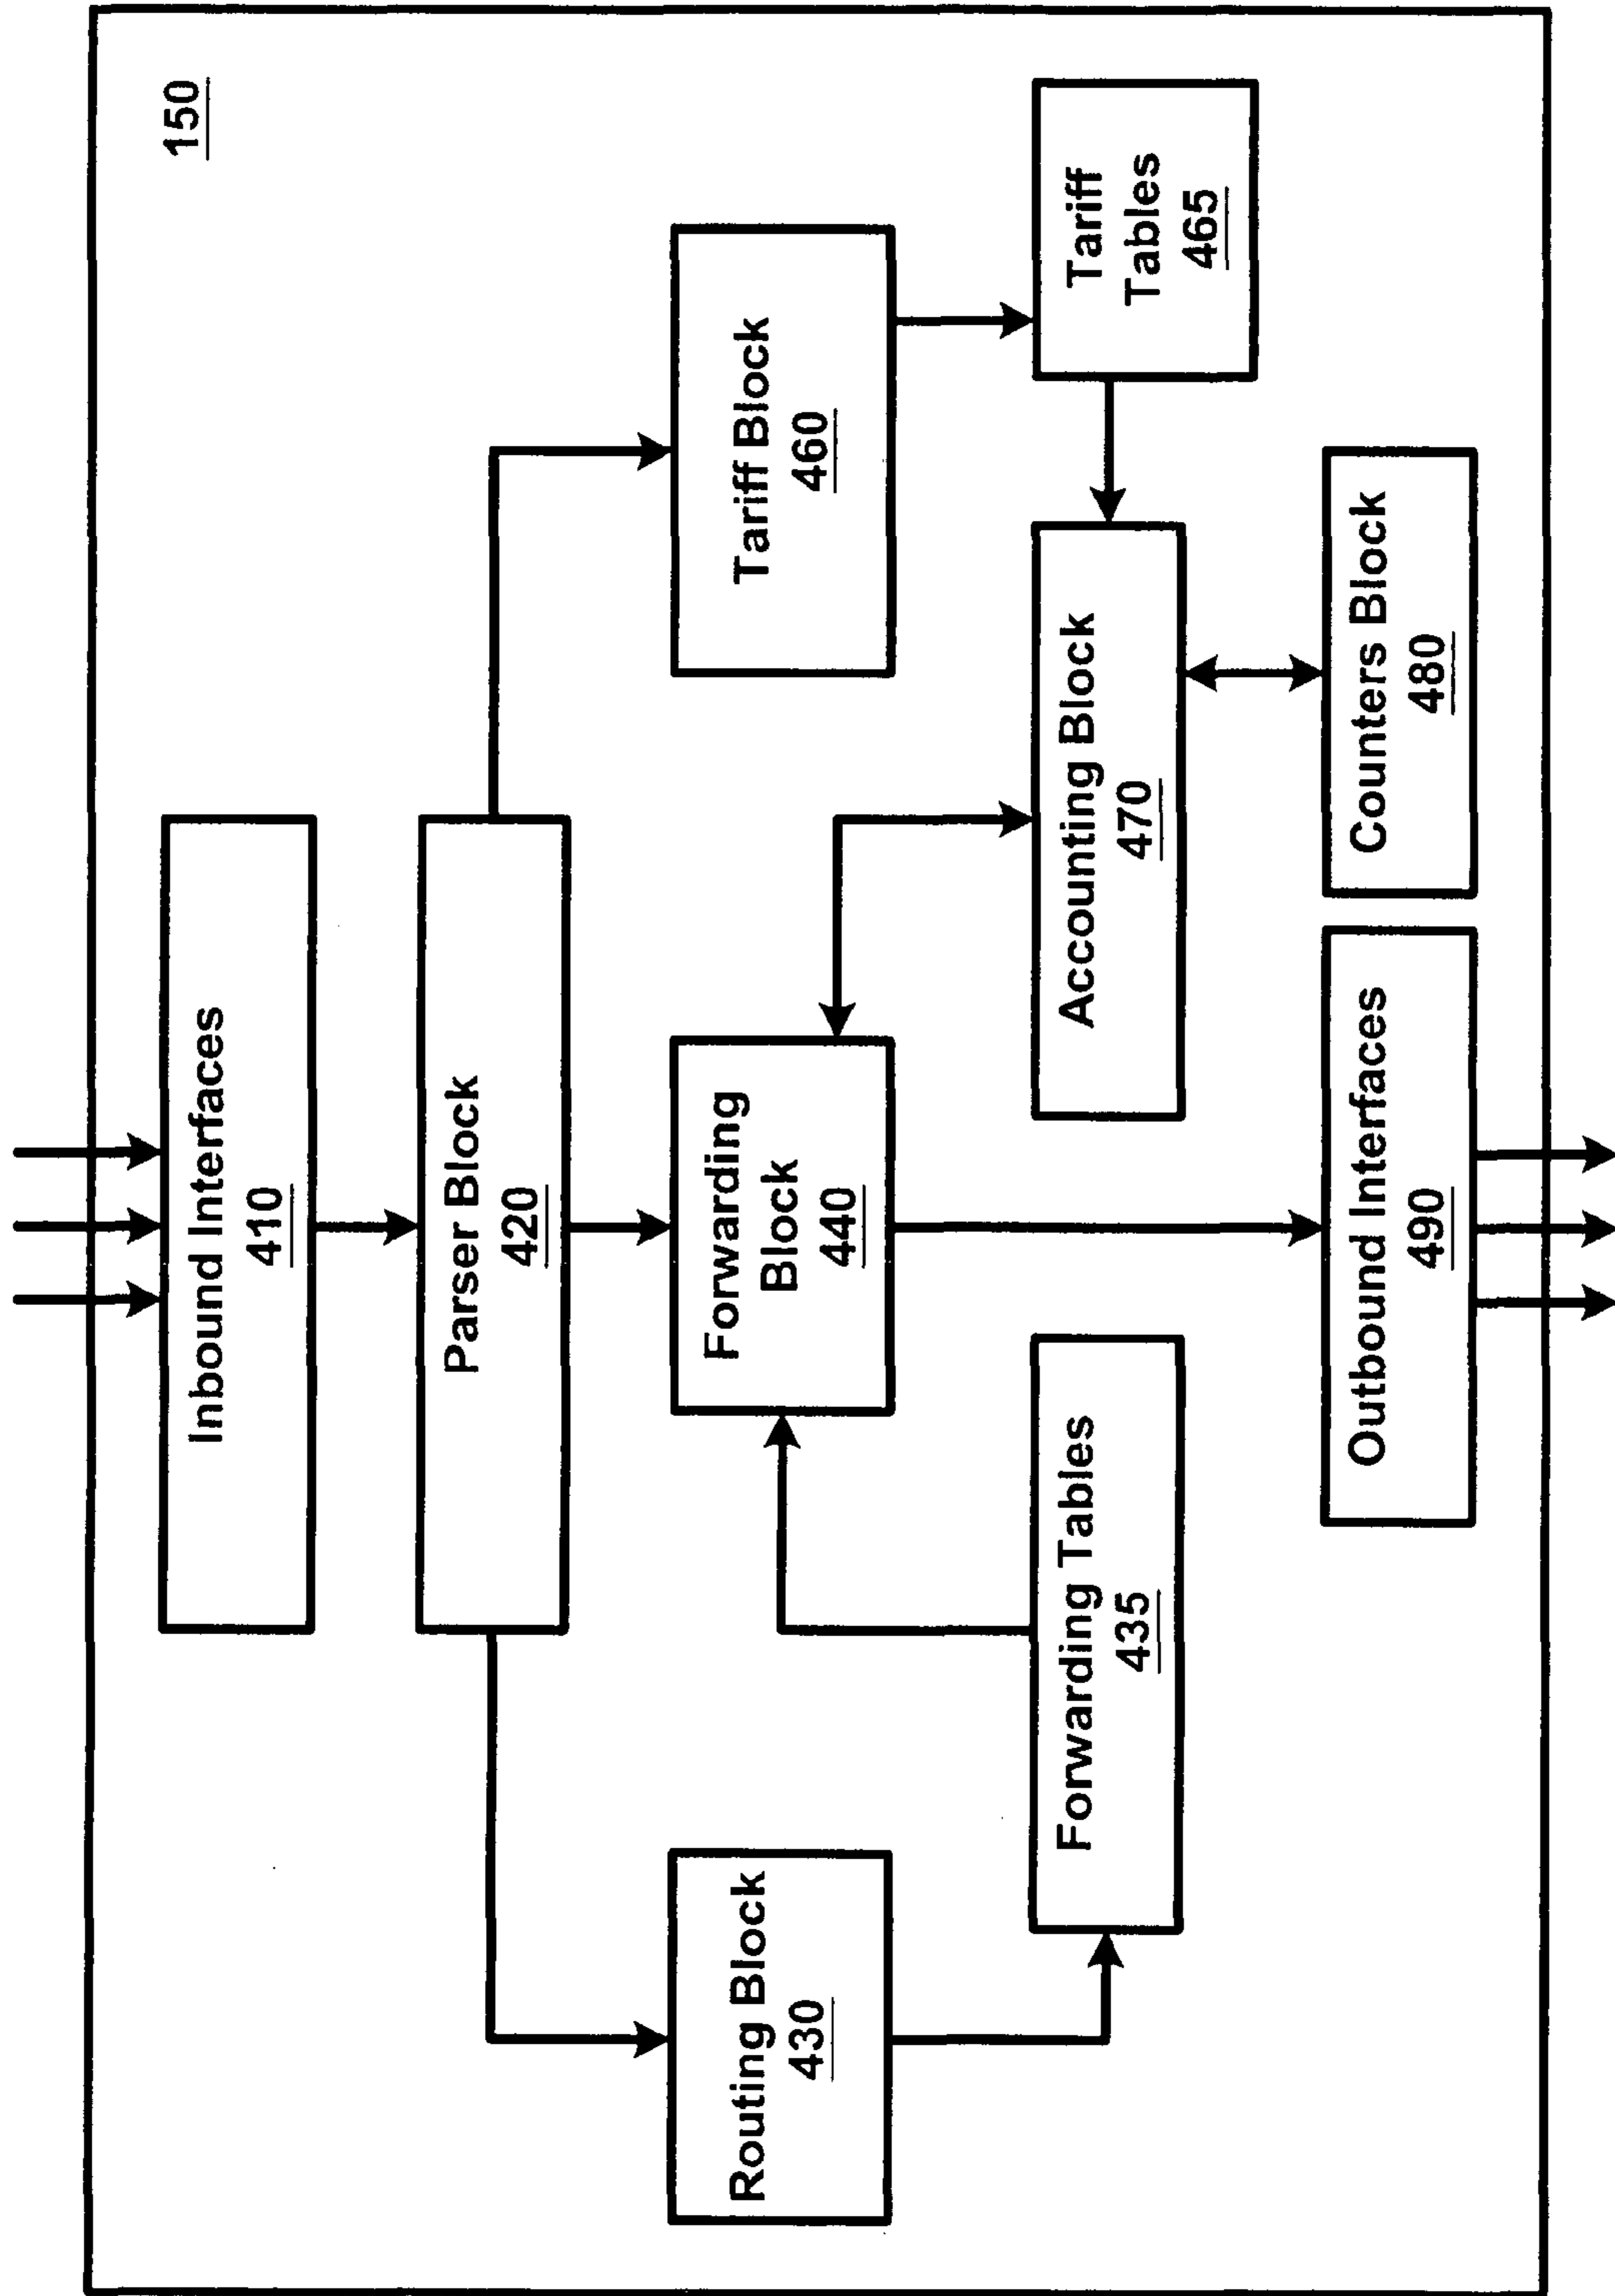 150
Inbound Interfaces
410
Parser Block
420
Routing Block
430
Forwarding
Block
440
Tariff Block
460
Forwarding Tables
435
Accounting Block
470
Tariff
Tables
465
Outbound Interfaces
490
Counters Block
480